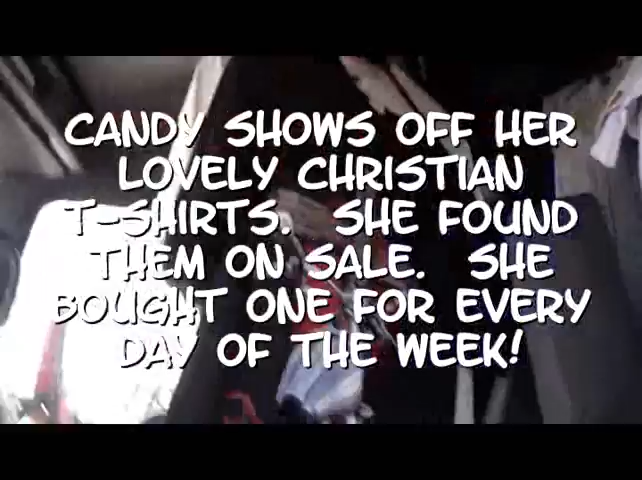 CANDY SHOWS OFF HER
LOVELY CHRISTIAN
T-SHIRTS. SHE FOUND
THEM ON SALE. SHE
BOUGHT ONE FOR EVERY
DAY OF THE WEEK!